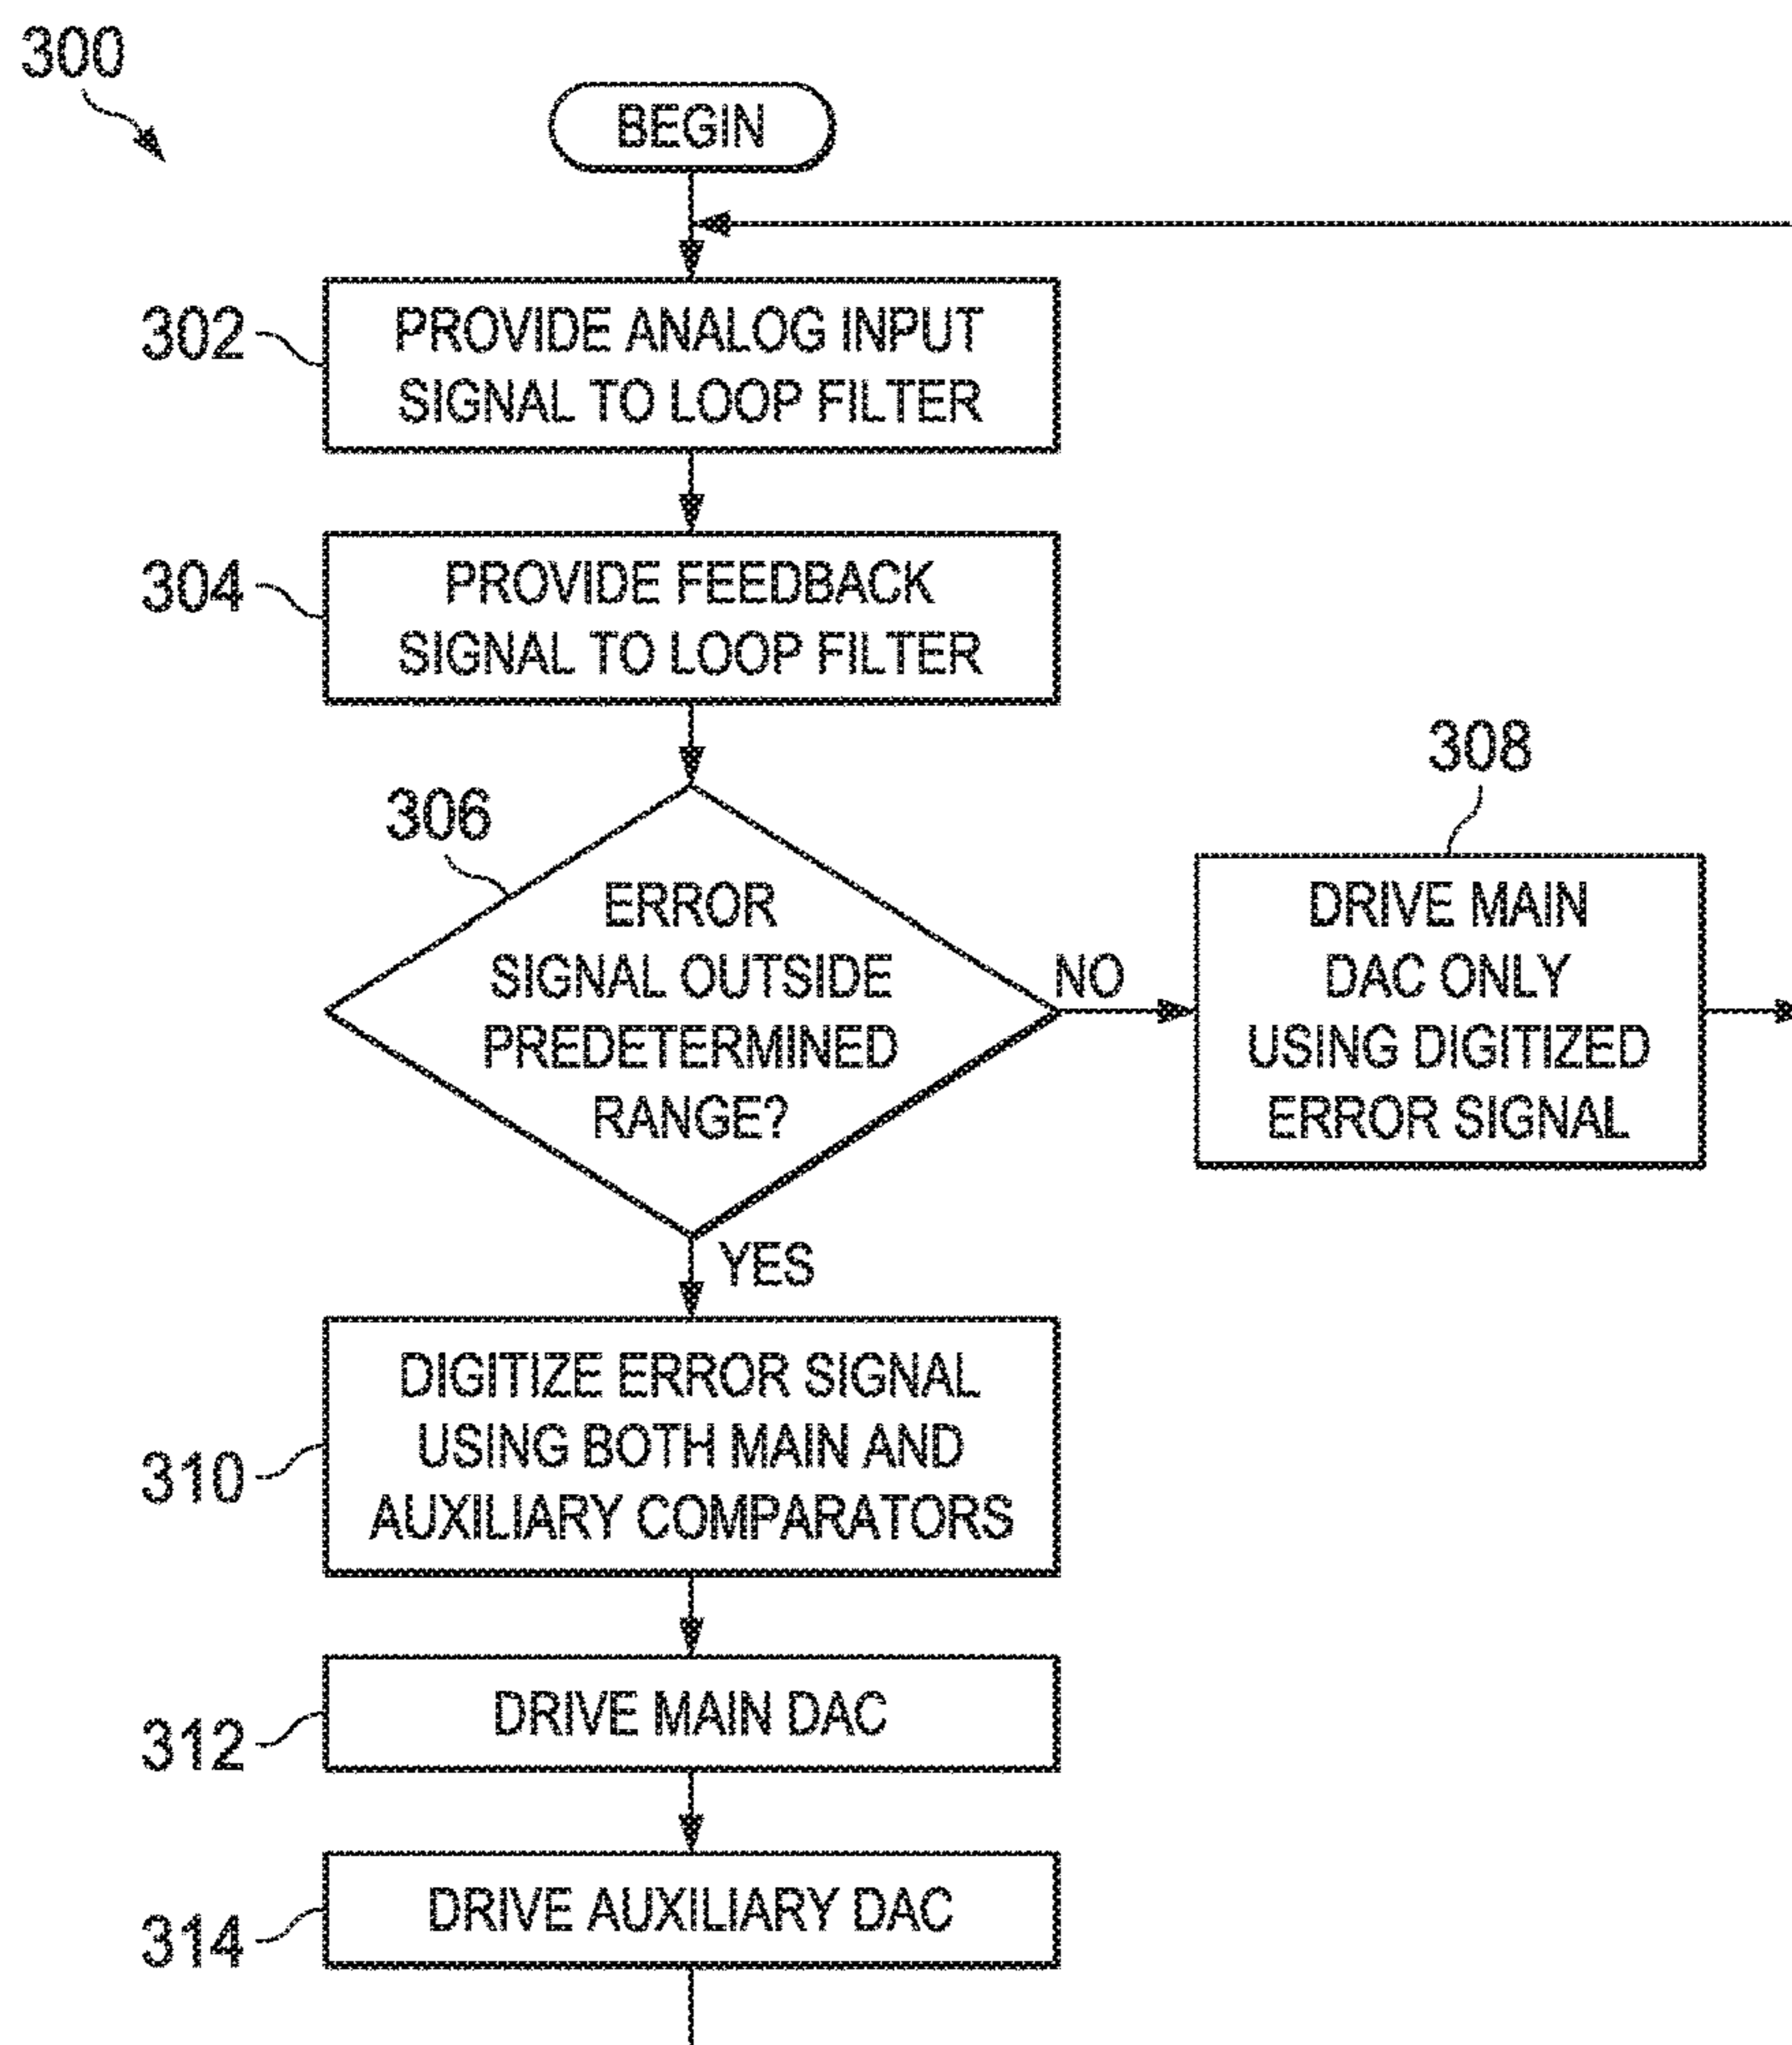 300
BEGIN
302
PROVIDE ANALOG INPUT
SIGNAL TO LOOP FILTER
304
PROVIDE FEEDBACK
SIGNAL TO LOOP FILTER
306
ERROR
SIGNAL OUTSIDE
PREDETERMINED
RANGE?
NO
308
DRIVE MAIN
DAC ONLY
USING DIGITIZED
ERROR SIGNAL
YES
310
DIGITIZE ERROR SIGNAL
USING BOTH MAIN AND
AUXILIARY COMPARATORS
312
DRIVE MAIN DAC
314
DRIVE AUXILIARY DAC